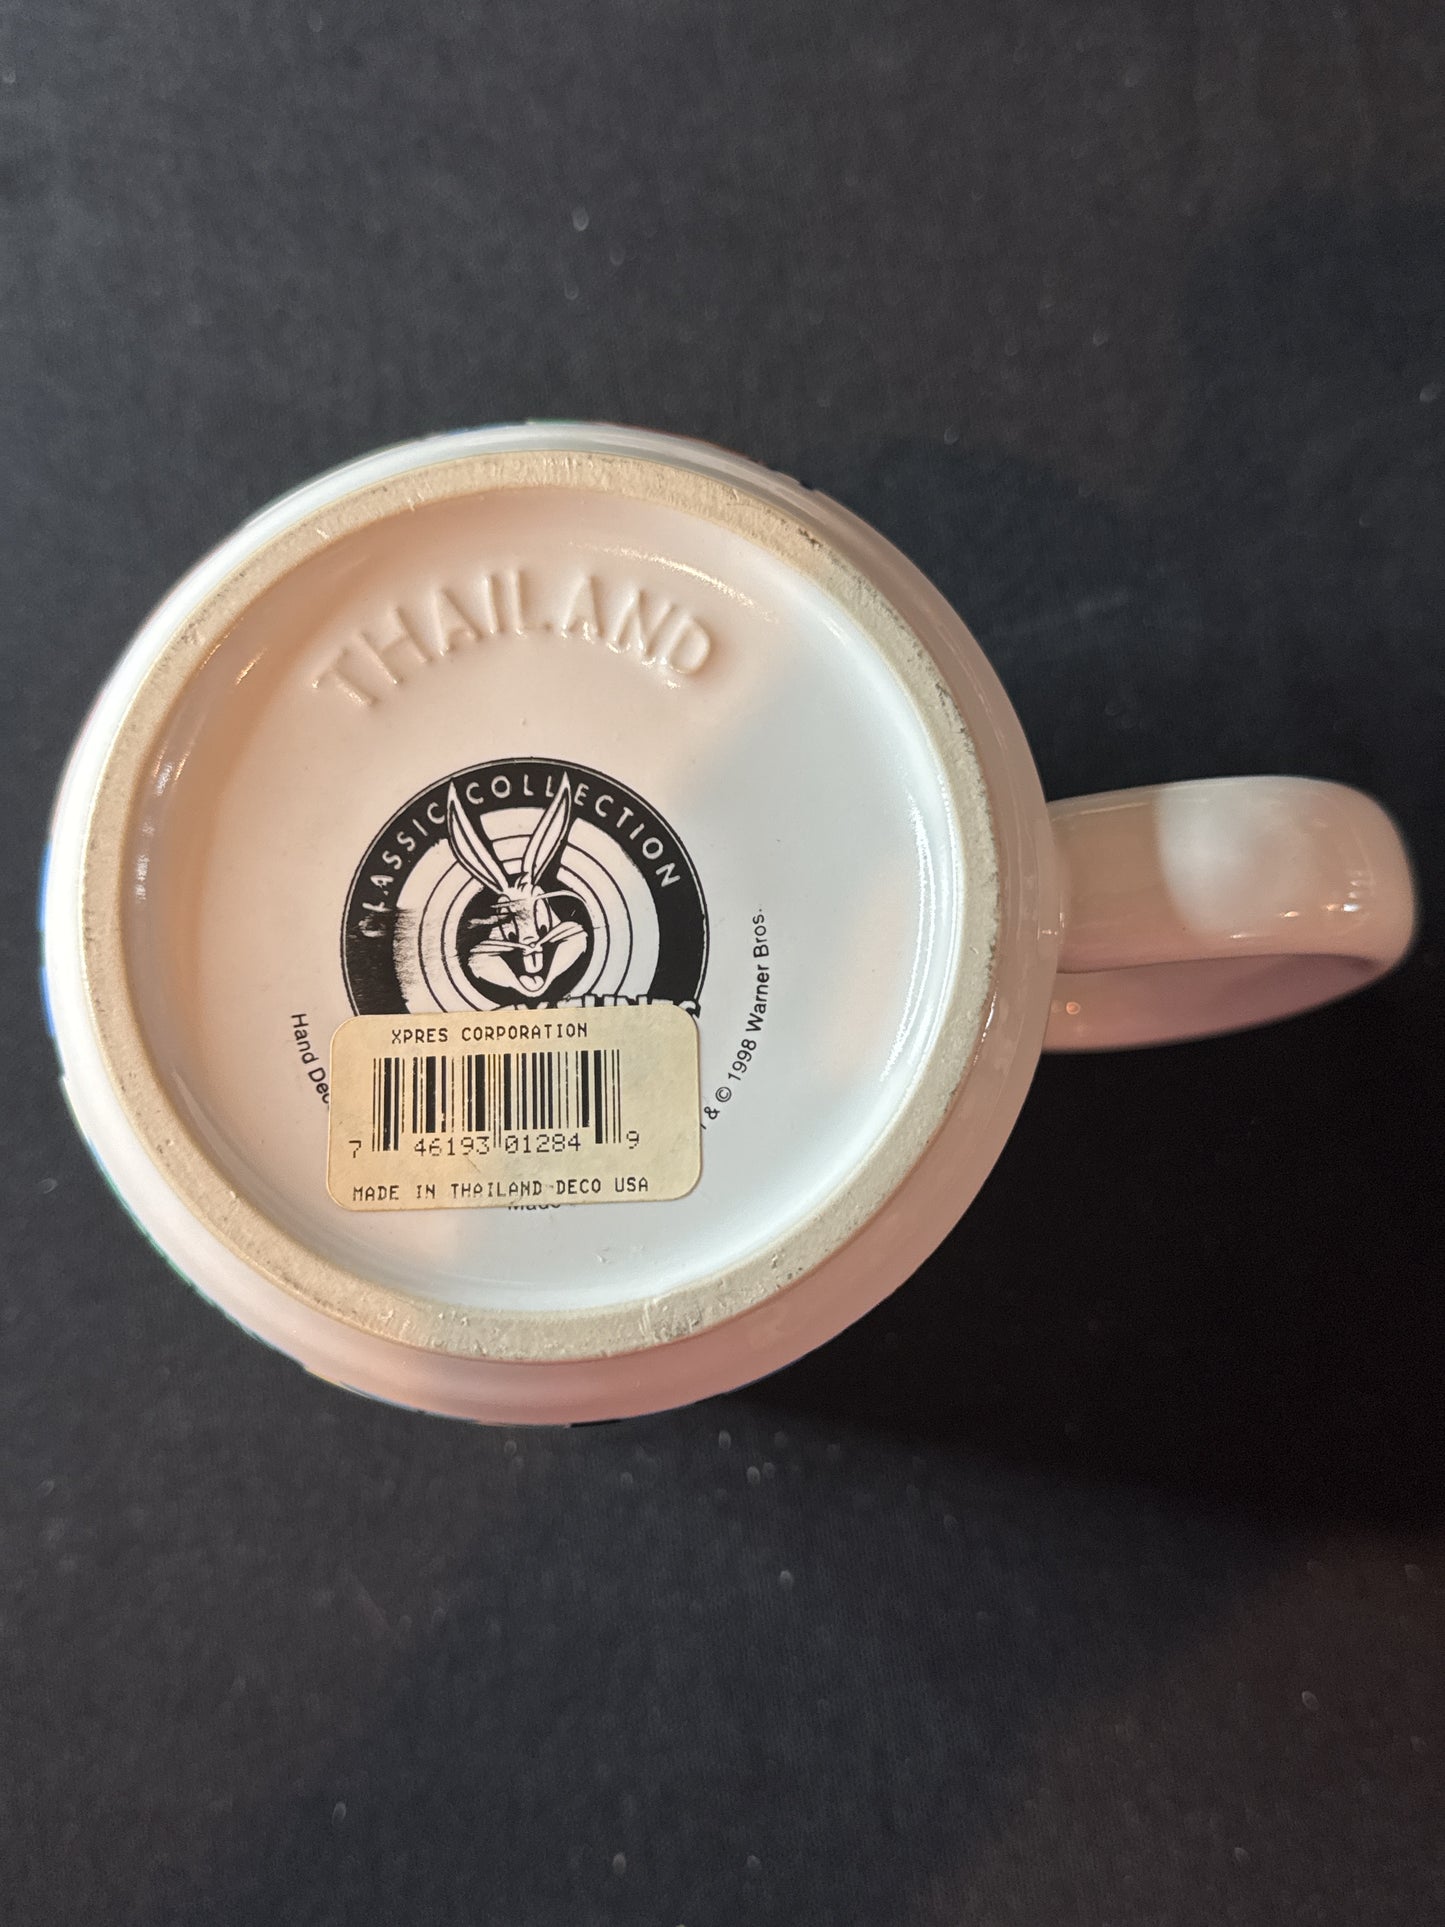 THAILAND
CLASSIC COLLECTION
Hand Dec
& © 1998 Warner Bros.
XPRES CORPORATION
7 46193 01284 9
MADE IN THAILAND-DECO USA
Made